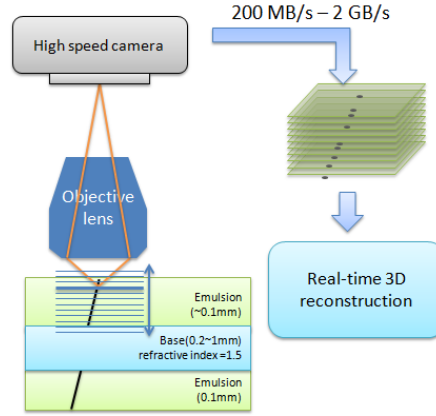 200 MB/s – 2 GB/s
High speed camera
Objective
lens
Emulsion
(~0.1mm)
Real-time 3D
reconstruction
Base(0.2~1mm)
refractive index=1.5
Emulsion
(0.1mm)